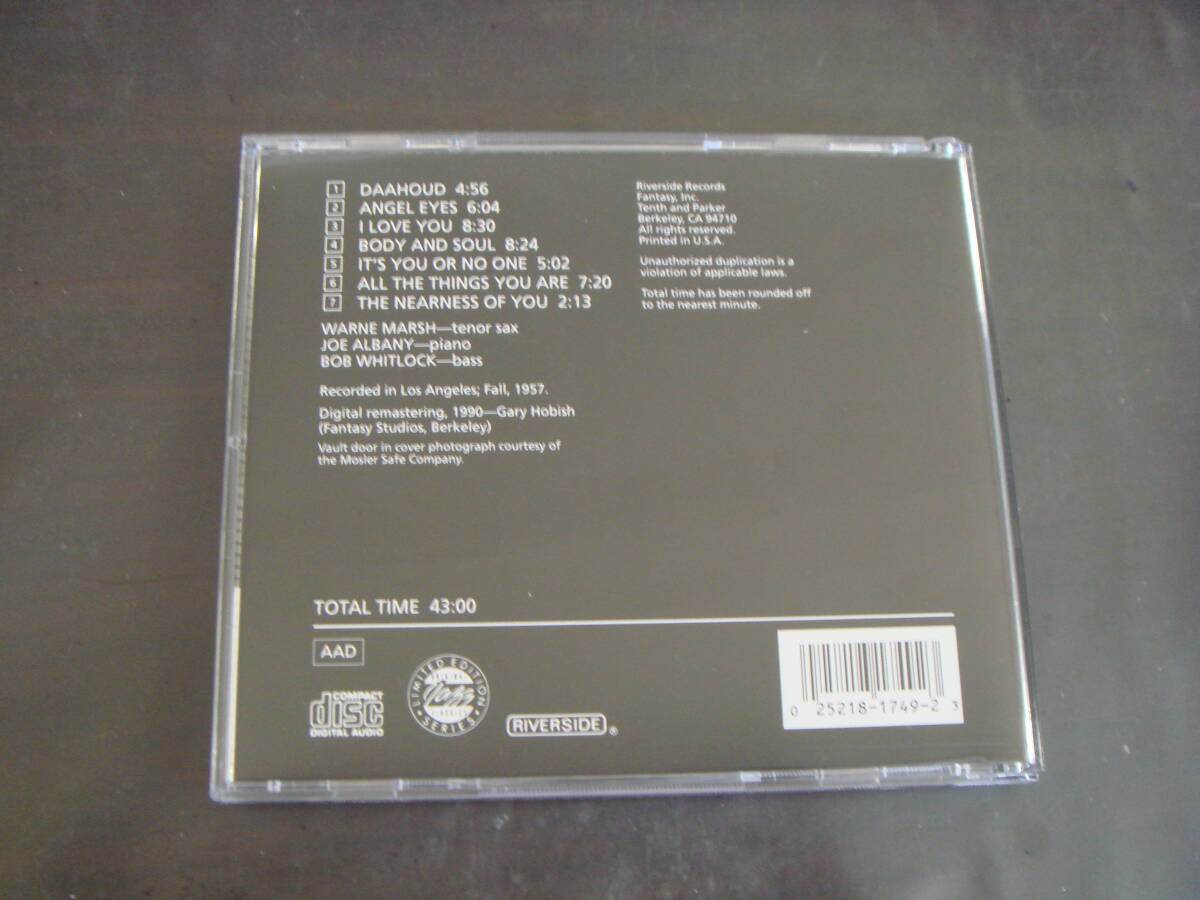 1 DAAHOUD 4:56
2 ANGEL EYES 6:04
3 I LOVE YOU 8:30
4 BODY AND SOUL 8:24
5 IT'S YOU OR NO ONE 5:02
6 ALL THE THINGS YOU ARE 7:20
7 THE NEARNESS OF YOU 2:13
WARNE MARSH—tenor sax
JOE ALBANY—piano
BOB WHITLOCK—bass
Recorded in Los Angeles; Fall, 1957.
Digital remastering, 1990—Gary Hobish
(Fantasy Studios, Berkeley)
Vault door in cover photograph courtesy of
the Mosler Safe Company.
Riverside Records
Fantasy, Inc.
Tenth and Parker
Berkeley, CA 94710
All rights reserved.
Printed in U.S.A.
Unauthorized duplication is a
violation of applicable laws.
Total time has been rounded off
to the nearest minute.
TOTAL TIME 43:00
AAD
COMPACT
disc
DIGITAL AUDIO
LIMITED EDITION
ORIGINAL
Jazz
CLASSICS
SERIES
RIVERSIDE®
0 25218-1749-2 3